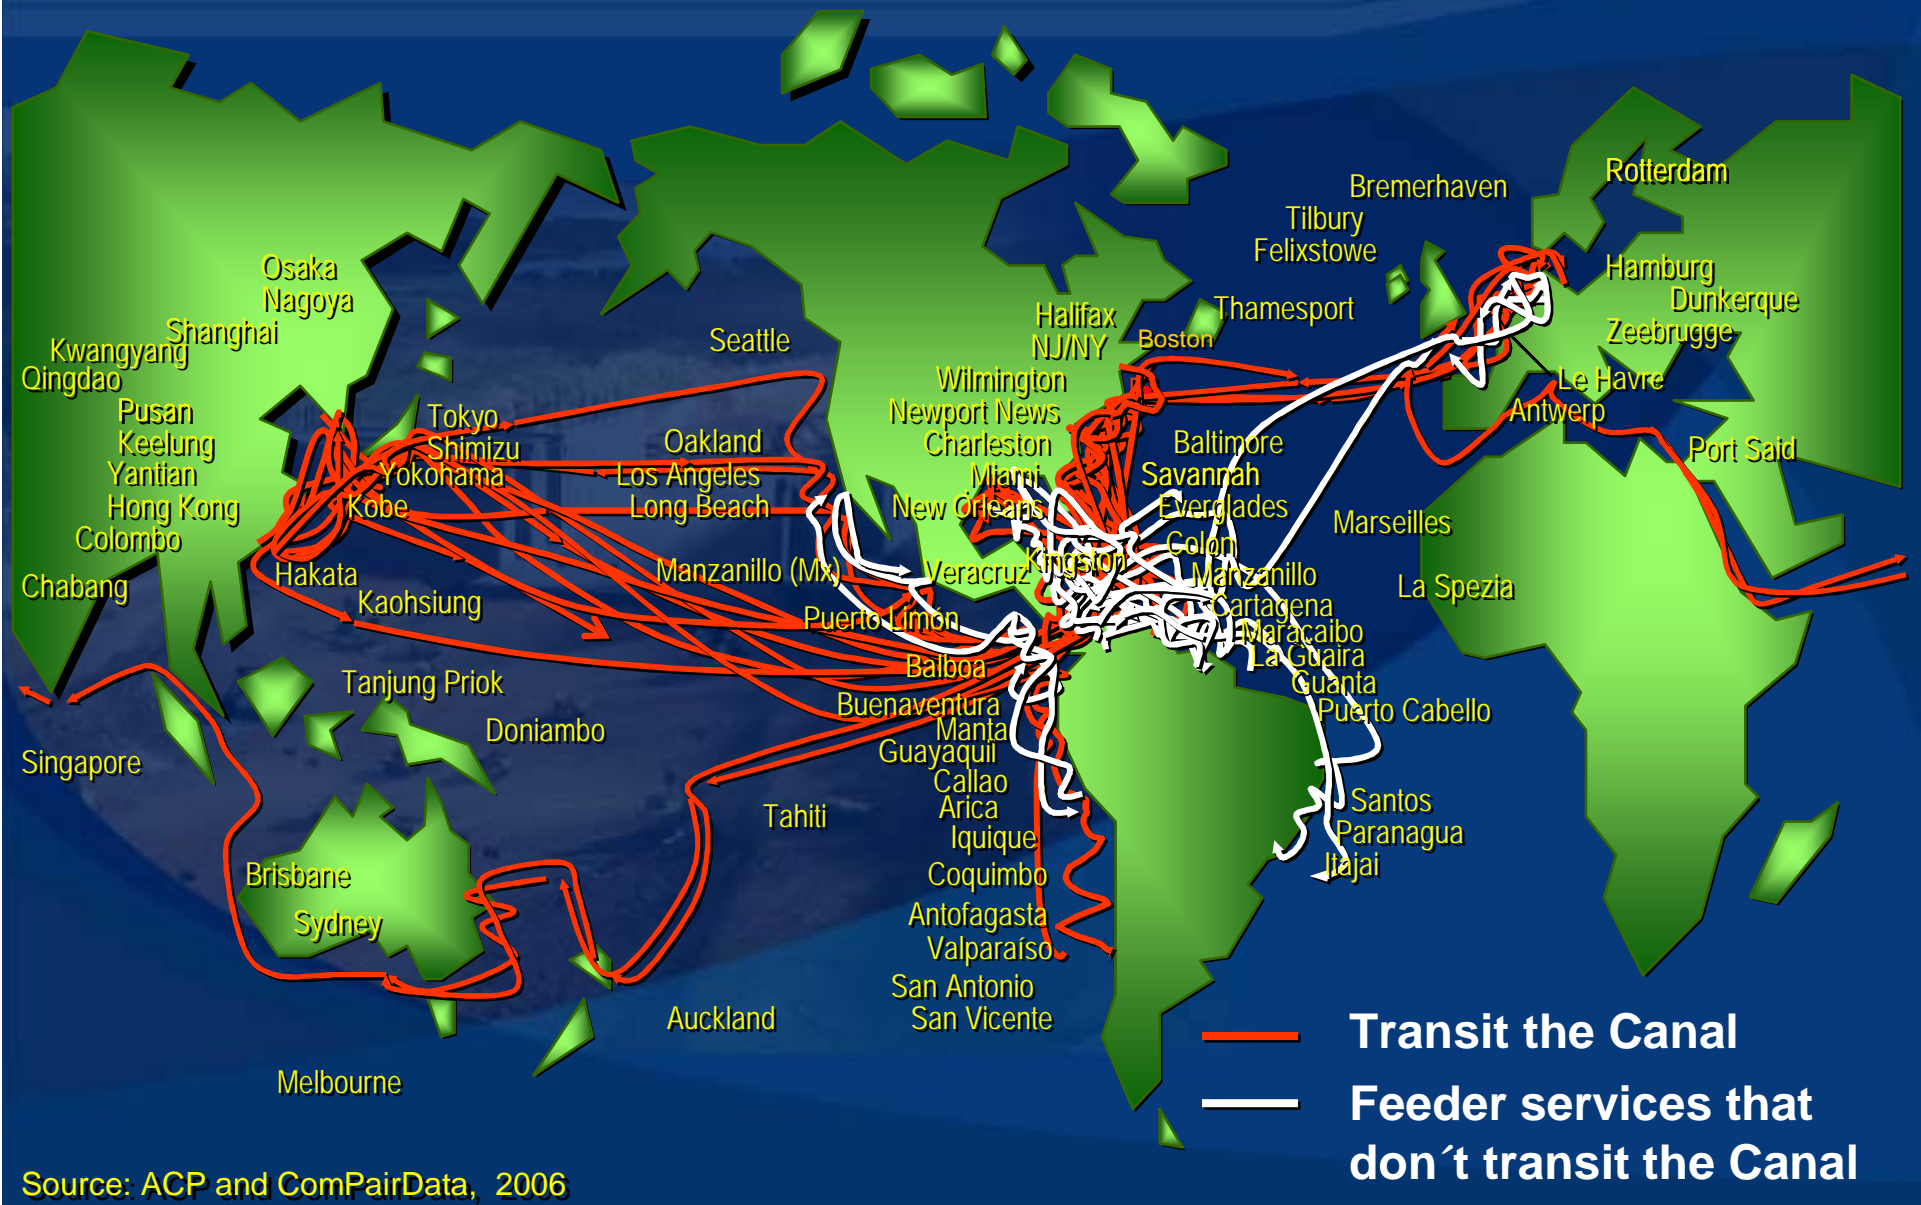 Bremerhaven
Rotterdam
Tilbury
Felixstowe
Osaka
Nagoya
Hamburg
Dunkerque
Zeebrugge
Thamesport
Halifax
NJ/NY
Boston
Shanghai
Kwangyang
Qingdao
Seattle
Wilmington
Le Havre
Antwerp
Newport News
Charleston
Miami
New Orleans
Baltimore
Savannah
Everglades
Port Said
Pusan
Keelung
Yantian
Hong Kong
Colombo
Chabang
Tokyo
Shimizu
Yokohama
Kobe
Oakland
Los Angeles
Long Beach
Marseilles
La Spezia
Hakata
Kaohsiung
Manzanillo (Mx)
Veracruz
Kingston
Colon
Manzanillo
Cartagena
Maracaibo
La Guaira
Guanta
Puerto Cabello
Puerto Limón
Balboa
Buenaventura
Manta
Guayaquil
Callao
Arica
Iquique
Coquimbo
Antofagasta
Valparaíso
San Antonio
San Vicente
Tanjung Priok
Doniambo
Singapore
Tahiti
Santos
Paranagua
Itajai
Brisbane
Sydney
Auckland
Melbourne
Transit the Canal
Feeder services that
don´t transit the Canal
Source: ACP and ComPairData, 2006